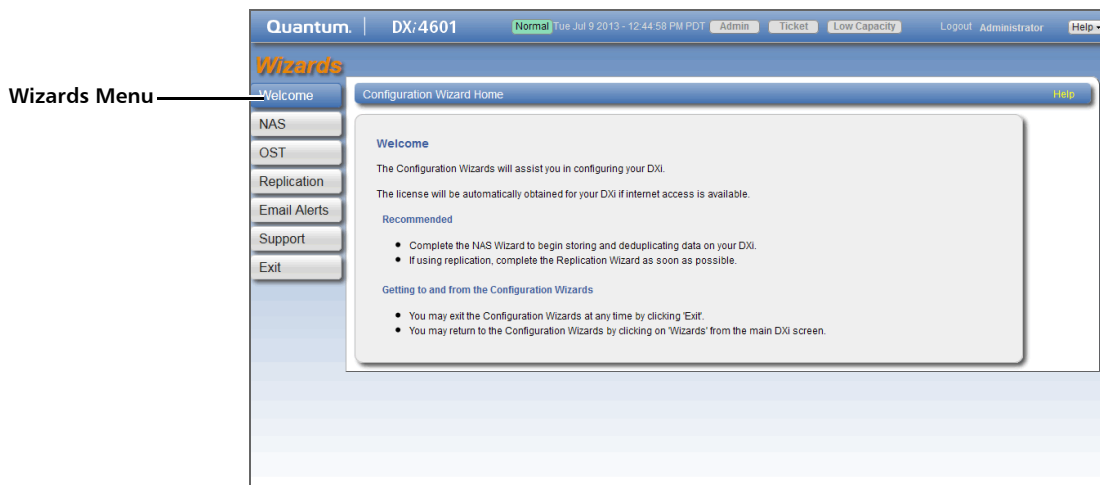 Quantum. DXi4601 Normal Tue Jul 9 2013 - 12:44:58 PM PDT Admin Ticket Low Capacity Logout Administrator Help
Wizards
Wizards Menu
Welcome
Configuration Wizard Home Help
NAS
OST
Replication
Email Alerts
Support
Exit
Welcome
The Configuration Wizards will assist you in configuring your DXi.
The license will be automatically obtained for your DXi if internet access is available.
Recommended
Complete the NAS Wizard to begin storing and deduplicating data on your DXi.
If using replication, complete the Replication Wizard as soon as possible.
Getting to and from the Configuration Wizards
You may exit the Configuration Wizards at any time by clicking 'Exit'.
You may return to the Configuration Wizards by clicking on 'Wizards' from the main DXi screen.